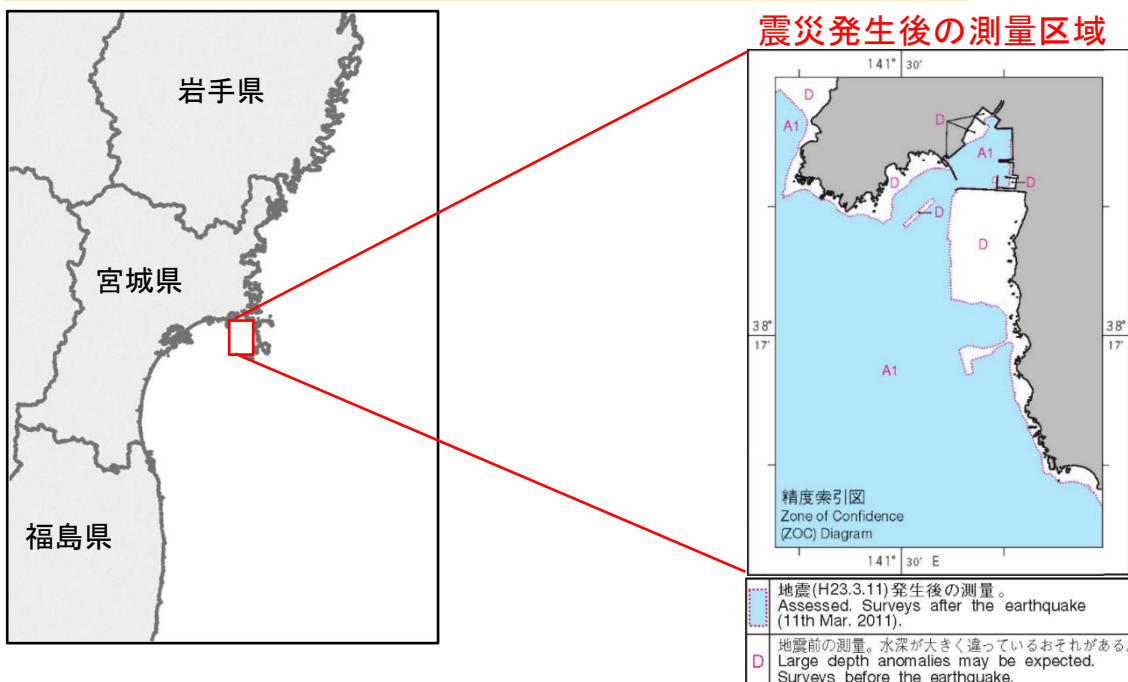 震災発生後の測量区域
岩手県
宮城県
福島県
141° 30′
D
A1
D
A1
D
D
D
D
38°
17′
38°
17′
A1
精度索引図
Zone of Confidence
(ZOC) Diagram
141° 30′ E
地震(H23.3.11)発生後の測量。
Assessed. Surveys after the earthquake
(11th Mar. 2011).
地震前の測量。水深が大きく違っているおそれがある。
D
Large depth anomalies may be expected.
Surveys before the earthquake.